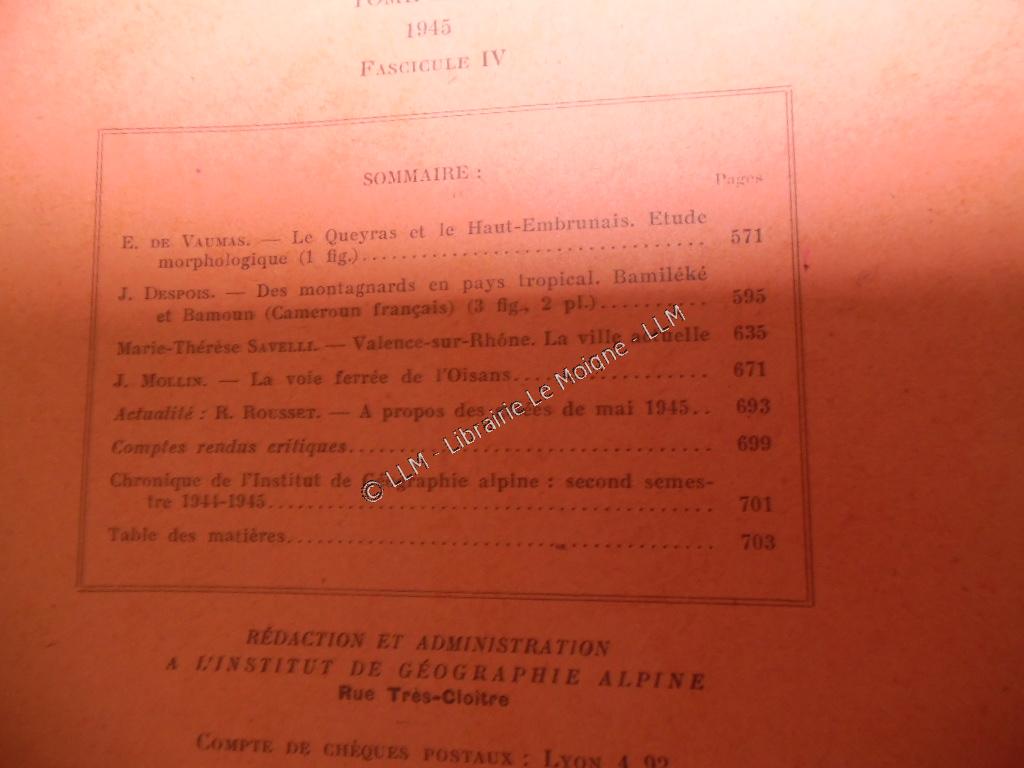 TOME
1945
FASCICULE IV
SOMMAIRE :
Pages
E. DE VAUMAS. — Le Queyras et le Haut-Embrunais. Etude
morphologique (1 fig.)........................................ 571
J. DESPOIS. — Des montagnards en pays tropical. Bamiléké
et Bamoun (Cameroun français) (3 fig., 2 pl.).......... 595
Marie-Thérèse SAVELLI. — Valence-sur-Rhône. La ville actuelle 635
J. MOLLIN. — La voie ferrée de l'Oisans.................... 671
Actualité : R. ROUSSET. — A propos des de mai 1945.. 693
Comptes rendus critiques........................................ 699
Chronique de l'Institut de Géographie alpine : second semes-
tre 1944-1945.................................................. 701
Table des matières.............................................. 703
© LLM - Librairie Le Moigne - LLM
RÉDACTION ET ADMINISTRATION
A L'INSTITUT DE GÉOGRAPHIE ALPINE
Rue Très-Cloître
COMPTE DE CHÈQUES POSTAUX : LYON 4 92